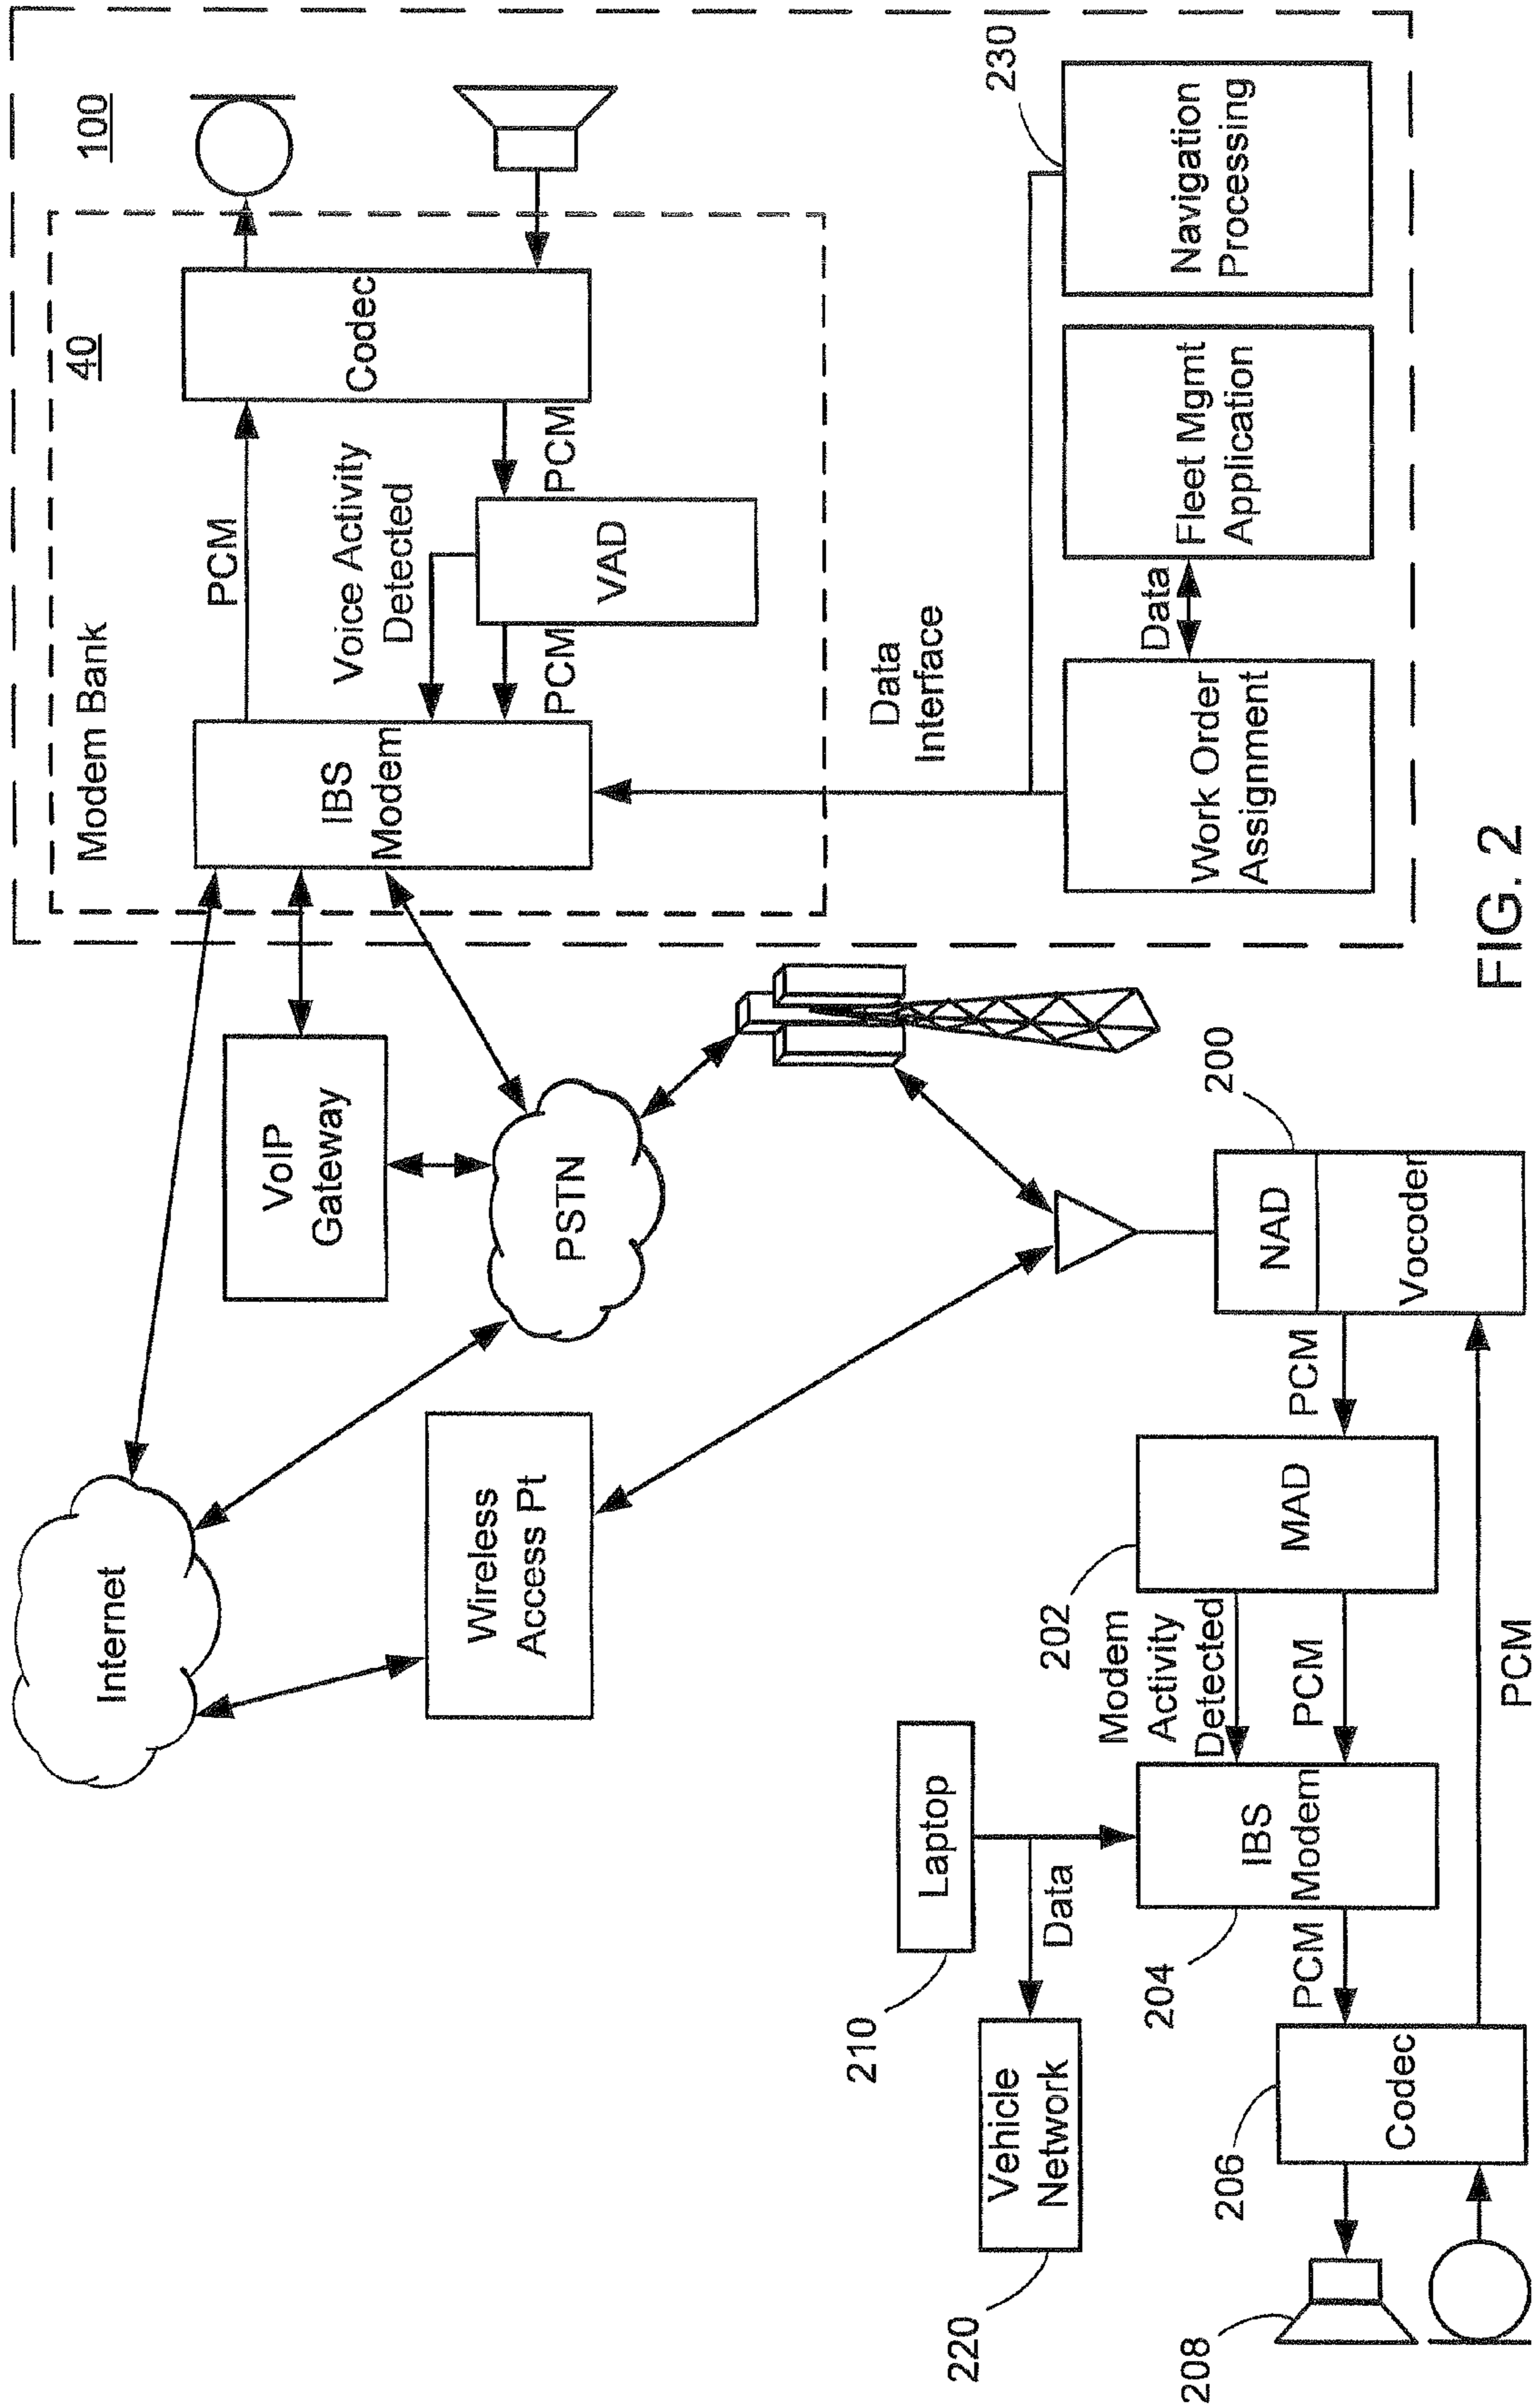 100
40
Modem Bank
Codec
PCM
Voice Activity
Detected
PCM
VAD
PCM
IBS
Modem
Data
Interface
230
Navigation
Processing
Fleet Mgmt
Application
Data
Work Order
Assignment
VoIP
Gateway
PSTN
Internet
Wireless
Access Pt
200
NAD
Vocoder
PCM
MAD
202
Modem
Activity
Detected
PCM
IBS
Modem
204
Laptop
210
Data
Vehicle
Network
220
PCM
Codec
206
208
PCM
FIG. 2